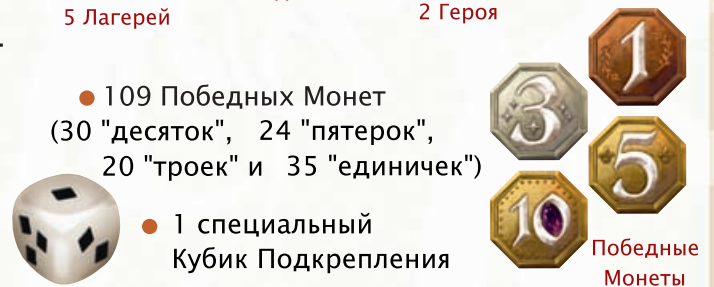 5 Лагерей
2 Героя
109 Победных Монет
(30 "десяток", 24 "пятерок",
20 "троек" и 35 "единичек")
1 специальный
Кубик Подкрепления
1
3
5
10
Победные
Монеты